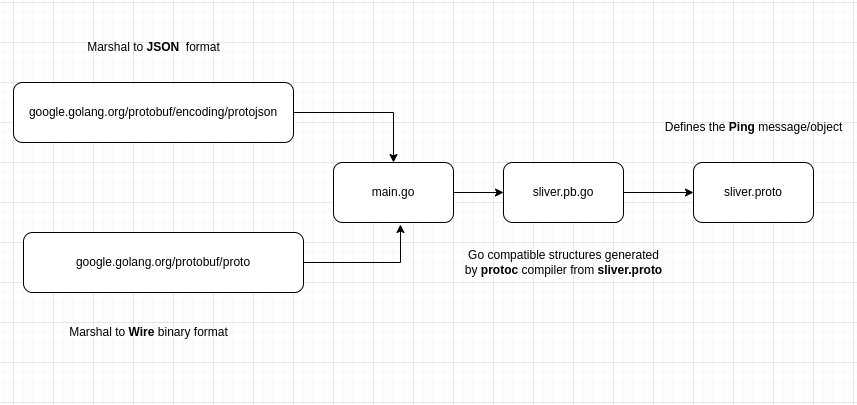 Marshal to JSON format
google.golang.org/protobuf/encoding/protojson
Defines the Ping message/object
main.go
sliver.pb.go
sliver.proto
google.golang.org/protobuf/proto
Go compatible structures generated
by protoc compiler from sliver.proto
Marshal to Wire binary format